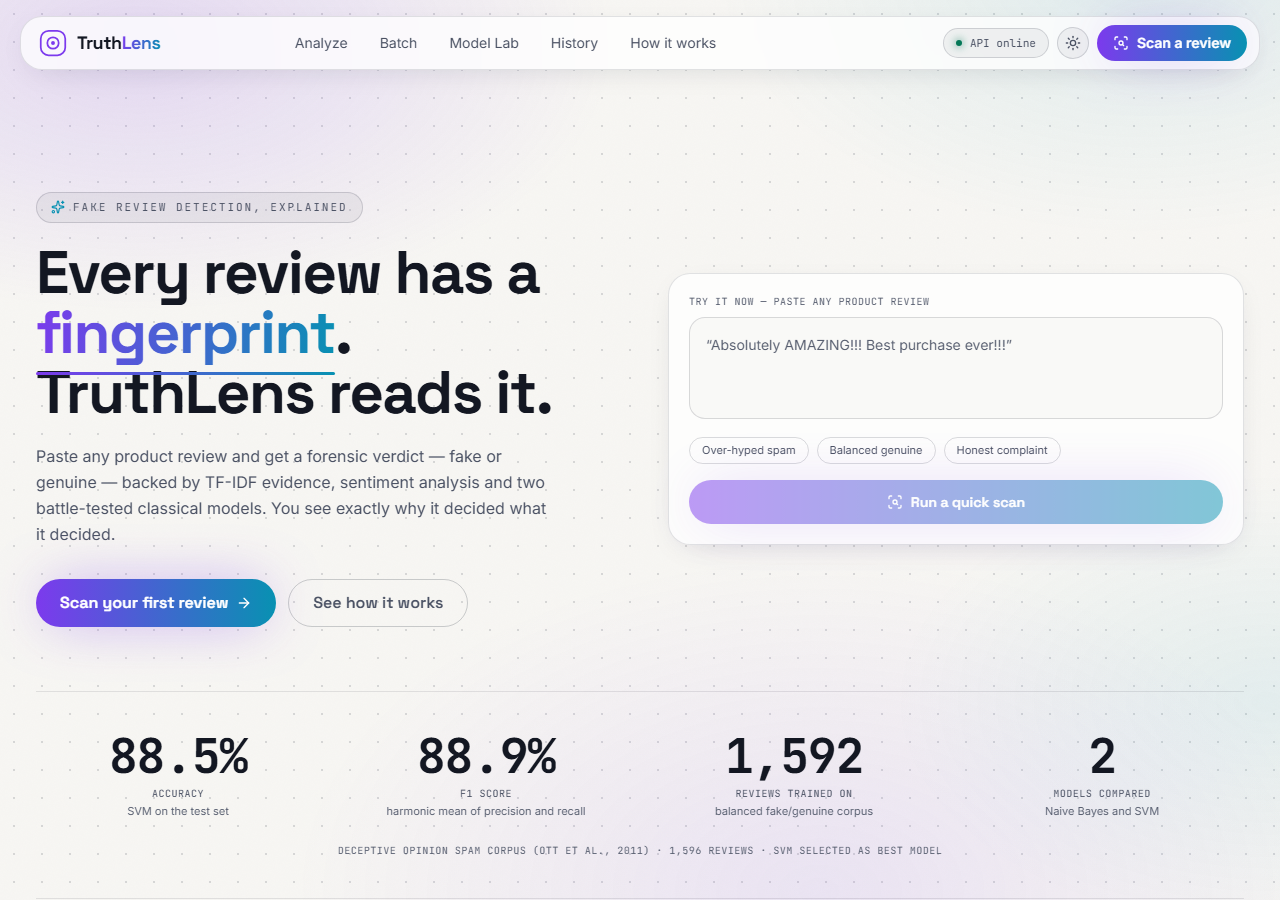 TruthLens
Analyze
Batch
Model Lab
History
How it works
API online
Scan a review
FAKE REVIEW DETECTION, EXPLAINED
Every review has a
fingerprint.
TruthLens reads it.
Paste any product review and get a forensic verdict — fake or
genuine — backed by TF-IDF evidence, sentiment analysis and two
battle-tested classical models. You see exactly why it decided what
it decided.
Scan your first review →
See how it works
TRY IT NOW — PASTE ANY PRODUCT REVIEW
“Absolutely AMAZING!!! Best purchase ever!!!”
Over-hyped spam
Balanced genuine
Honest complaint
Run a quick scan
88.5%
ACCURACY
SVM on the test set
88.9%
F1 SCORE
harmonic mean of precision and recall
1,592
REVIEWS TRAINED ON
balanced fake/genuine corpus
2
MODELS COMPARED
Naive Bayes and SVM
DECEPTIVE OPINION SPAM CORPUS (OTT ET AL., 2011) · 1,596 REVIEWS · SVM SELECTED AS BEST MODEL